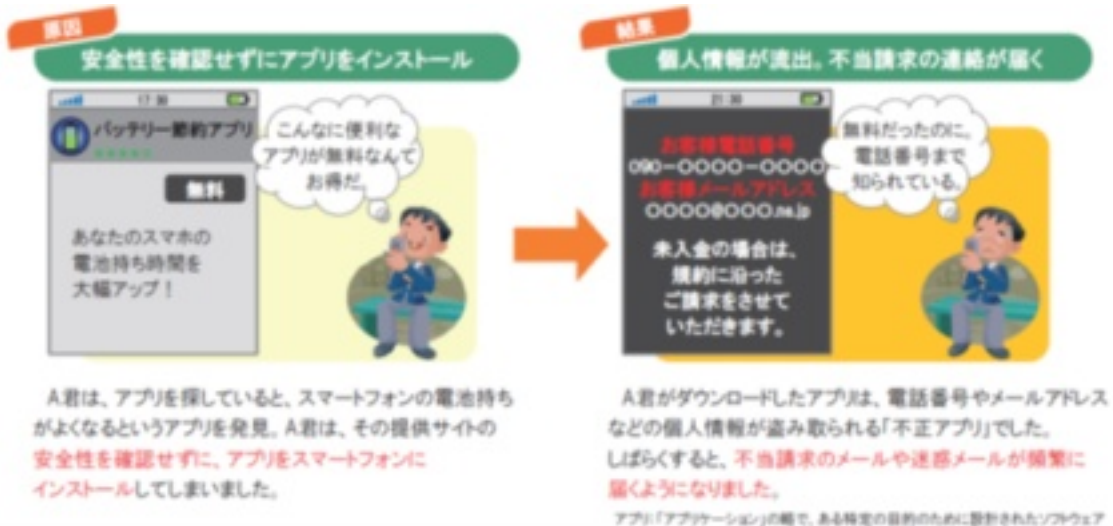 原因
安全性を確認せずにアプリをインストール
17:30
バッテリー節約アプリ
無料
あなたのスマホの
電池持ち時間を
大幅アップ!
こんなに便利な
アプリが無料なんて
お得だ。
A君は、アプリを探していると、スマートフォンの電池持ち
がよくなるというアプリを発見。A君は、その提供サイトの
安全性を確認せずに、アプリをスマートフォンに
インストールしてしまいました。
結果
個人情報が流出。不当請求の連絡が届く
21:30
お客様電話番号
090-〇〇〇〇-〇〇〇〇
お客様メールアドレス
〇〇〇〇@〇〇〇.ne.jp
未入金の場合は、
規約に沿った
ご請求をさせて
いただきます。
無料だったのに。
電話番号まで
知られている。
A君がダウンロードしたアプリは、電話番号やメールアドレス
などの個人情報が盗み取られる「不正アプリ」でした。
しばらくすると、不当請求のメールや迷惑メールが頻繁に
届くようになりました。
アプリ:「アプリケーション」の略で、ある特定の目的のために設計されたソフトウェア